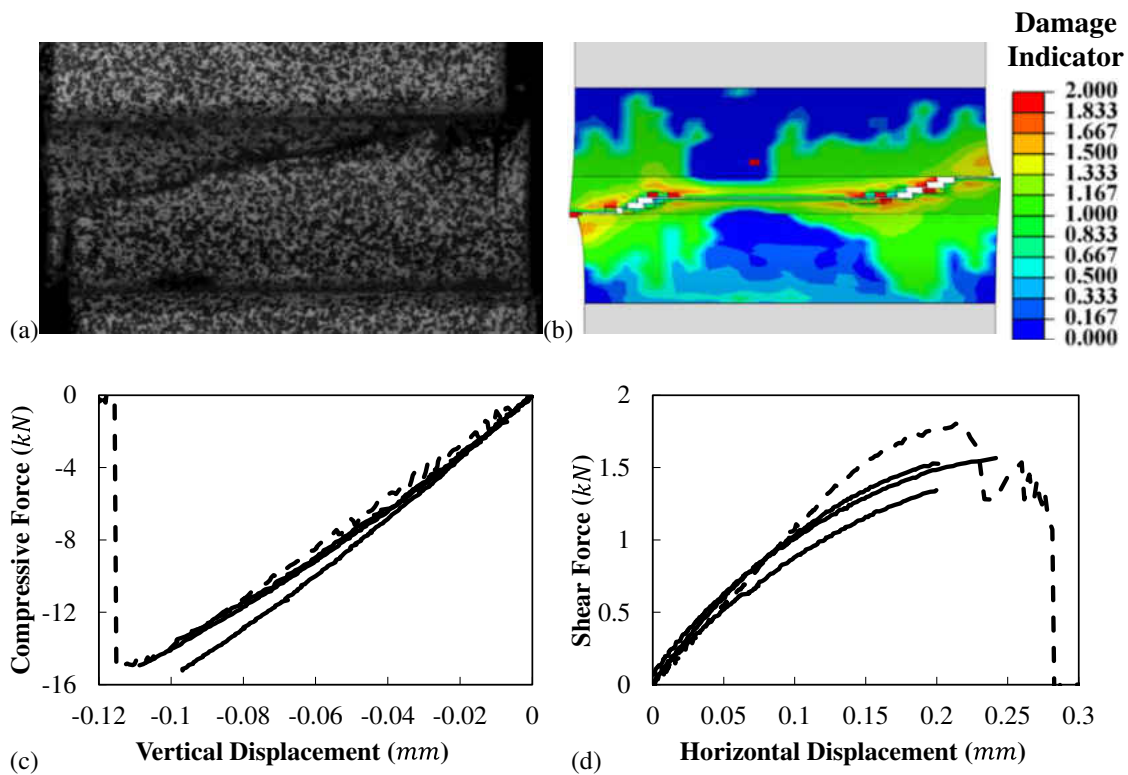 Damage
Indicator
2.000
1.833
1.667
1.500
1.333
1.167
1.000
0.833
0.667
0.500
0.333
0.167
0.000
(a)
(b)
0
-4
-8
-12
-16
-0.12 -0.1 -0.08 -0.06 -0.04 -0.02 0
Compressive Force (kN)
Vertical Displacement (mm)
(c)
2
1.5
1
0.5
0
0 0.05 0.1 0.15 0.2 0.25 0.3
Shear Force (kN)
Horizontal Displacement (mm)
(d)